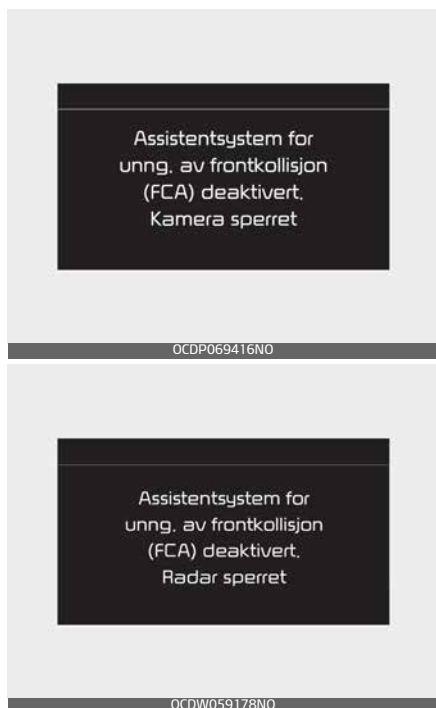 Assistentsystem for
unng. av frontkollisjon
(FCA) deaktivert.
Kamera sperret
OCDP069416NO
Assistentsystem for
unng. av frontkollisjon
(FCA) deaktivert.
Radar sperret
OCDW059178NO